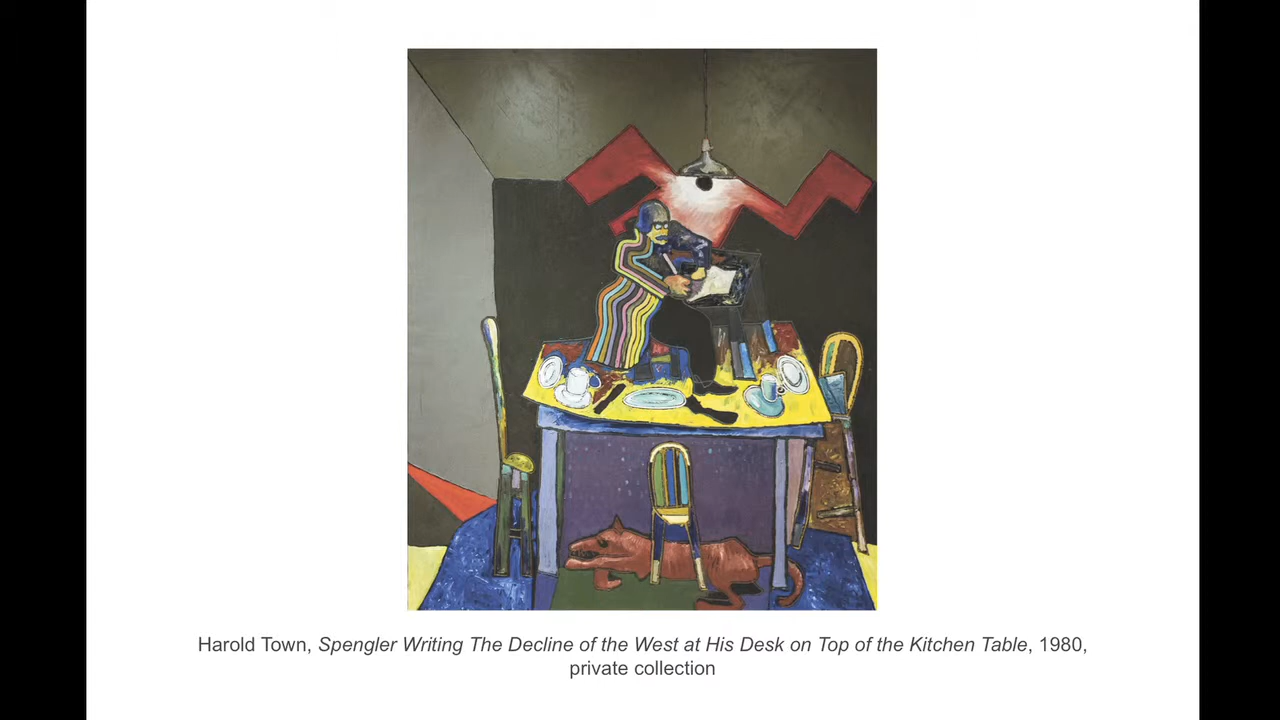 Harold Town, Spengler Writing The Decline of the West at His Desk on Top of the Kitchen Table, 1980,
private collection